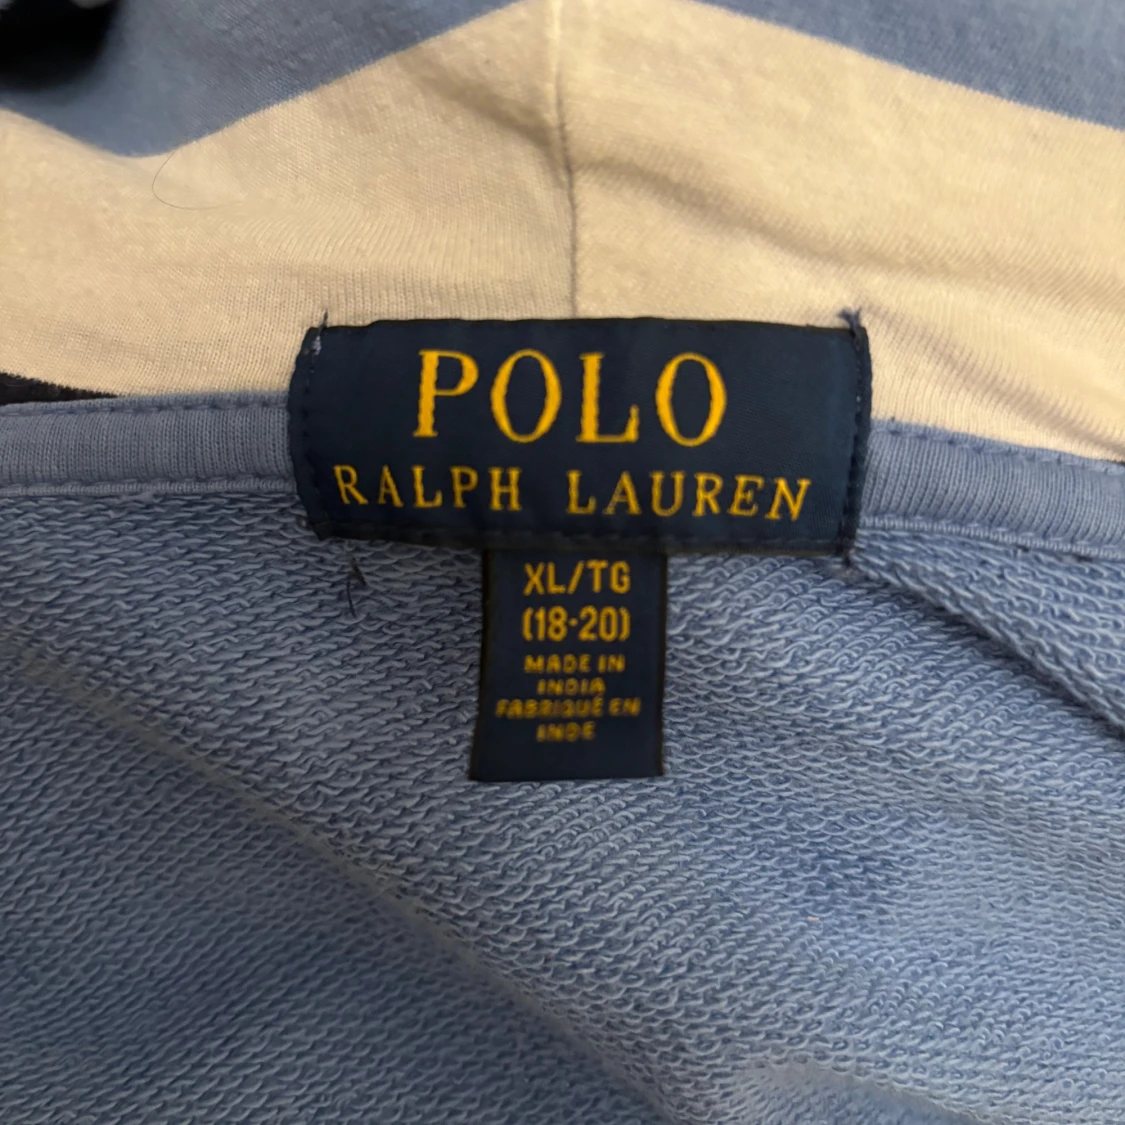 POLO
RALPH LAUREN
XL/TG
(18-20)
MADE IN
INDIA
FABRIQUÉ EN
INDE